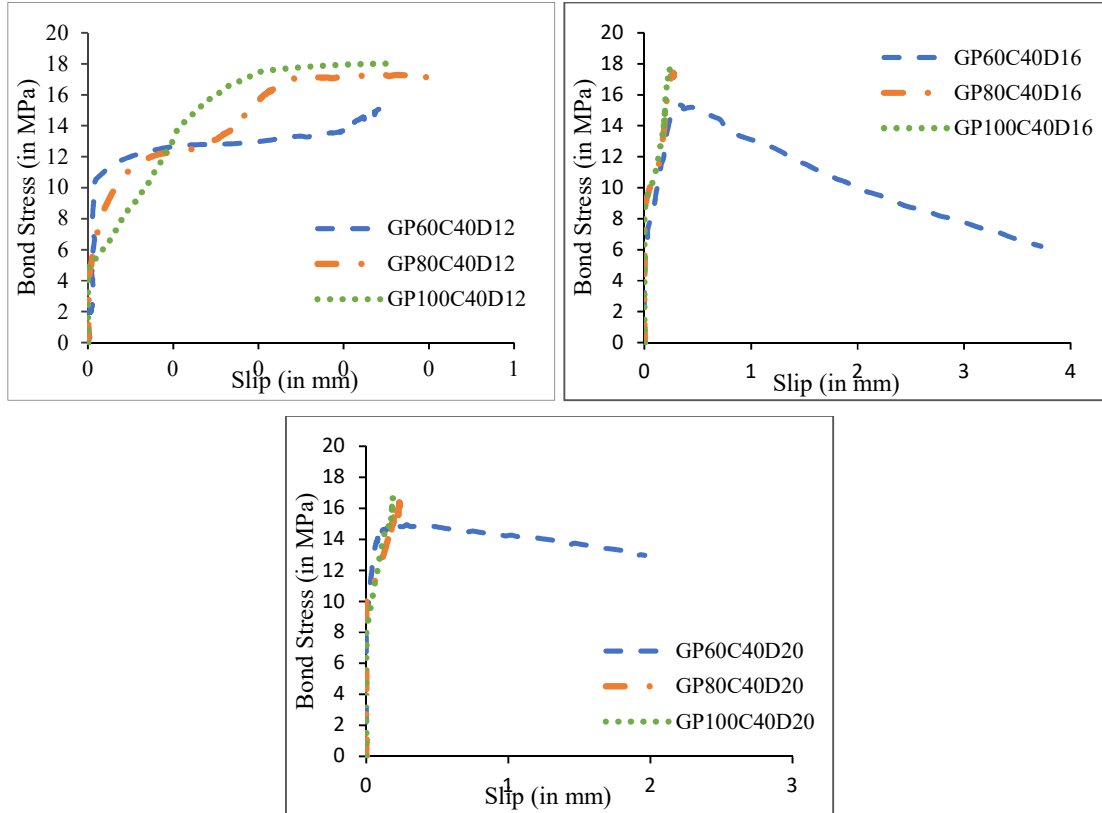 Bond Stress (in MPa)
20
18
16
14
12
10
8
6
4
2
0
GP60C40D12
GP80C40D12
GP100C40D12
0 0 0 0 0 1
Slip (in mm)
Bond Stress (in MPa)
20
18
16
14
12
10
8
6
4
2
0
GP60C40D16
GP80C40D16
GP100C40D16
0 1 2 3 4
Slip (in mm)
Bond Stress (in MPa)
20
18
16
14
12
10
8
6
4
2
0
GP60C40D20
GP80C40D20
GP100C40D20
0 1 2 3
Slip (in mm)